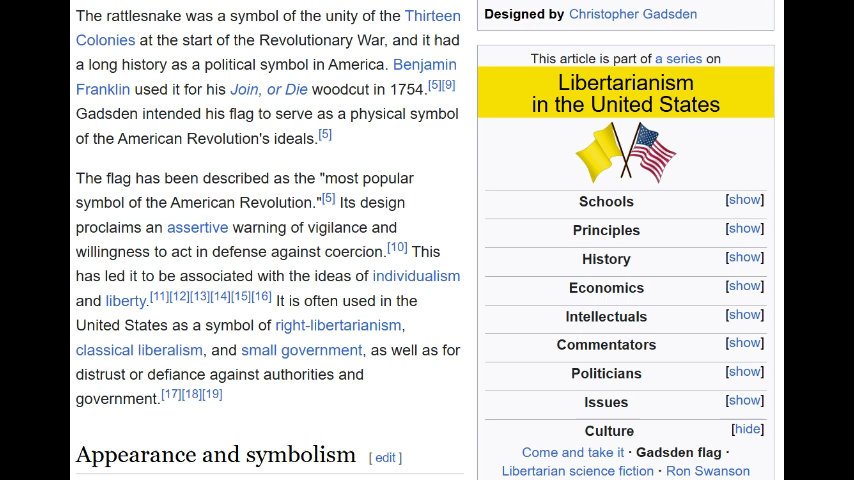 The rattlesnake was a symbol of the unity of the Thirteen
Colonies at the start of the Revolutionary War, and it had
a long history as a political symbol in America. Benjamin
Franklin used it for his Join, or Die woodcut in 1754.[5][9]
Gadsden intended his flag to serve as a physical symbol
of the American Revolution's ideals.[5]
The flag has been described as the "most popular
symbol of the American Revolution."[5] Its design
proclaims an assertive warning of vigilance and
willingness to act in defense against coercion.[10] This
has led it to be associated with the ideas of individualism
and liberty.[11][12][13][14][15][16] It is often used in the
United States as a symbol of right-libertarianism,
classical liberalism, and small government, as well as for
distrust or defiance against authorities and
government.[17][18][19]
Appearance and symbolism [ edit ]
Designed by Christopher Gadsden
This article is part of a series on
Libertarianism
in the United States
Schools [show]
Principles [show]
History [show]
Economics [show]
Intellectuals [show]
Commentators [show]
Politicians [show]
Issues [show]
Culture [hide]
Come and take it · Gadsden flag ·
Libertarian science fiction · Ron Swanson